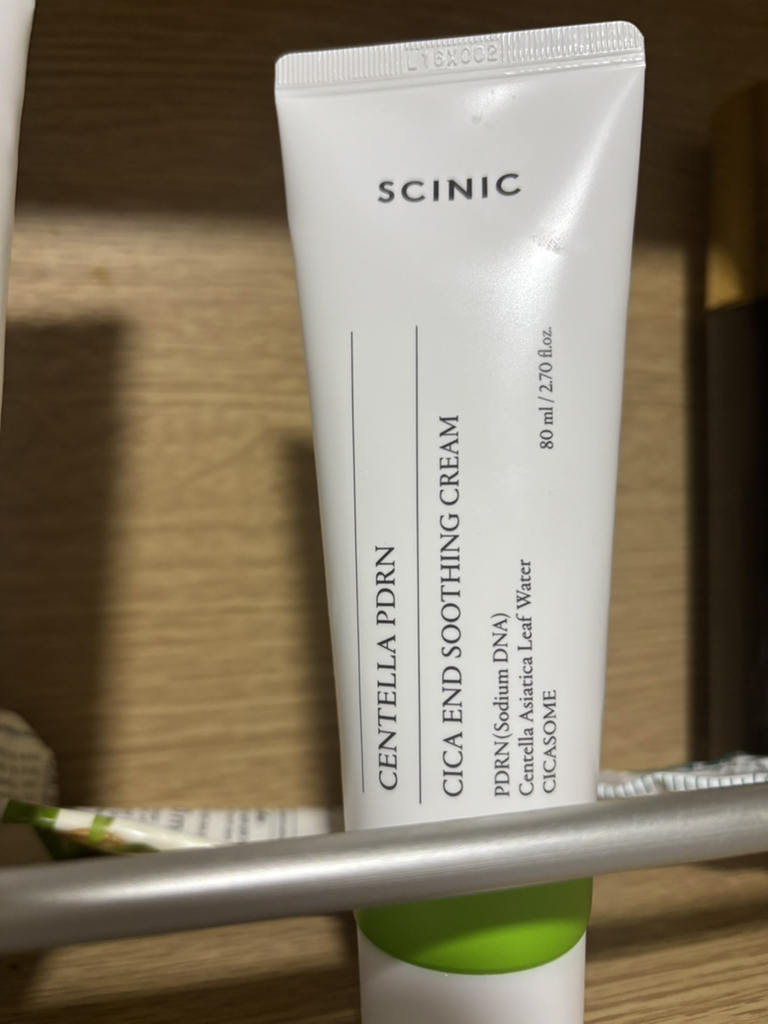 L16X002
SCINIC
CENTELLA PDRN
CICA END SOOTHING CREAM
PDRN(Sodium DNA)
Centella Asiatica Leaf Water
CICASOME
80 ml / 2.70 fl.oz.